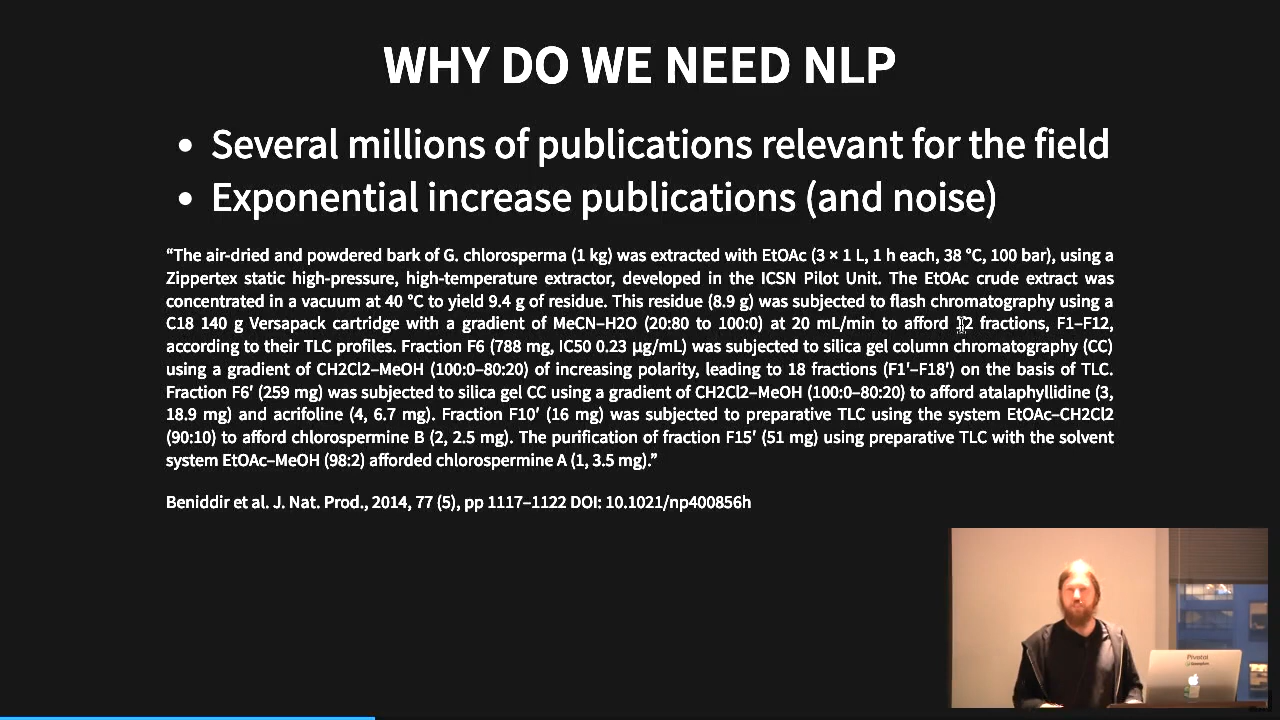 WHY DO WE NEED NLP
• Several millions of publications relevant for the field
• Exponential increase publications (and noise)
“The air-dried and powdered bark of G. chlorosperma (1 kg) was extracted with EtOAc (3 × 1 L, 1 h each, 38 °C, 100 bar), using a
Zippertex static high-pressure, high-temperature extractor, developed in the ICSN Pilot Unit. The EtOAc crude extract was
concentrated in a vacuum at 40 °C to yield 9.4 g of residue. This residue (8.9 g) was subjected to flash chromatography using a
C18 140 g Versapack cartridge with a gradient of MeCN–H2O (20:80 to 100:0) at 20 mL/min to afford 12 fractions, F1–F12,
according to their TLC profiles. Fraction F6 (788 mg, IC50 0.23 μg/mL) was subjected to silica gel column chromatography (CC)
using a gradient of CH2Cl2–MeOH (100:0–80:20) of increasing polarity, leading to 18 fractions (F1′–F18′) on the basis of TLC.
Fraction F6′ (259 mg) was subjected to silica gel CC using a gradient of CH2Cl2–MeOH (100:0–80:20) to afford atalaphyllidine (3,
18.9 mg) and acrifoline (4, 6.7 mg). Fraction F10′ (16 mg) was subjected to preparative TLC using the system EtOAc–CH2Cl2
(90:10) to afford chlorospermine B (2, 2.5 mg). The purification of fraction F15′ (51 mg) using preparative TLC with the solvent
system EtOAc–MeOH (98:2) afforded chlorospermine A (1, 3.5 mg).”
Beniddir et al. J. Nat. Prod., 2014, 77 (5), pp 1117–1122 DOI: 10.1021/np400856h
Pivotal